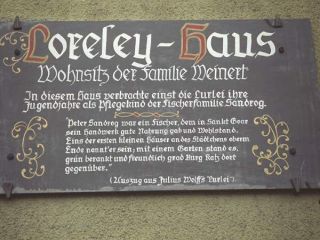 Loreley-Haus
Wohnsitz der Familie Weinert
In diesem Haus verbrachte einst die Lurlei ihre
Jugendjahre als Pflegekind der Fischerfamilie Sandrog.
"Peter Sandrog war ein Fischer, dem in Sankt Goar
sein Handwerk gute Nahrung gab und Wohlstand.
Eins der ersten kleinen Häuser an des Städtchens oberm
Ende nannt'er sein; mit einem Garten stand es,
grün berankt und freundlich grad Burg Katz dort
gegenüber."
(Auszug aus Julius Wolff's Lurlei)